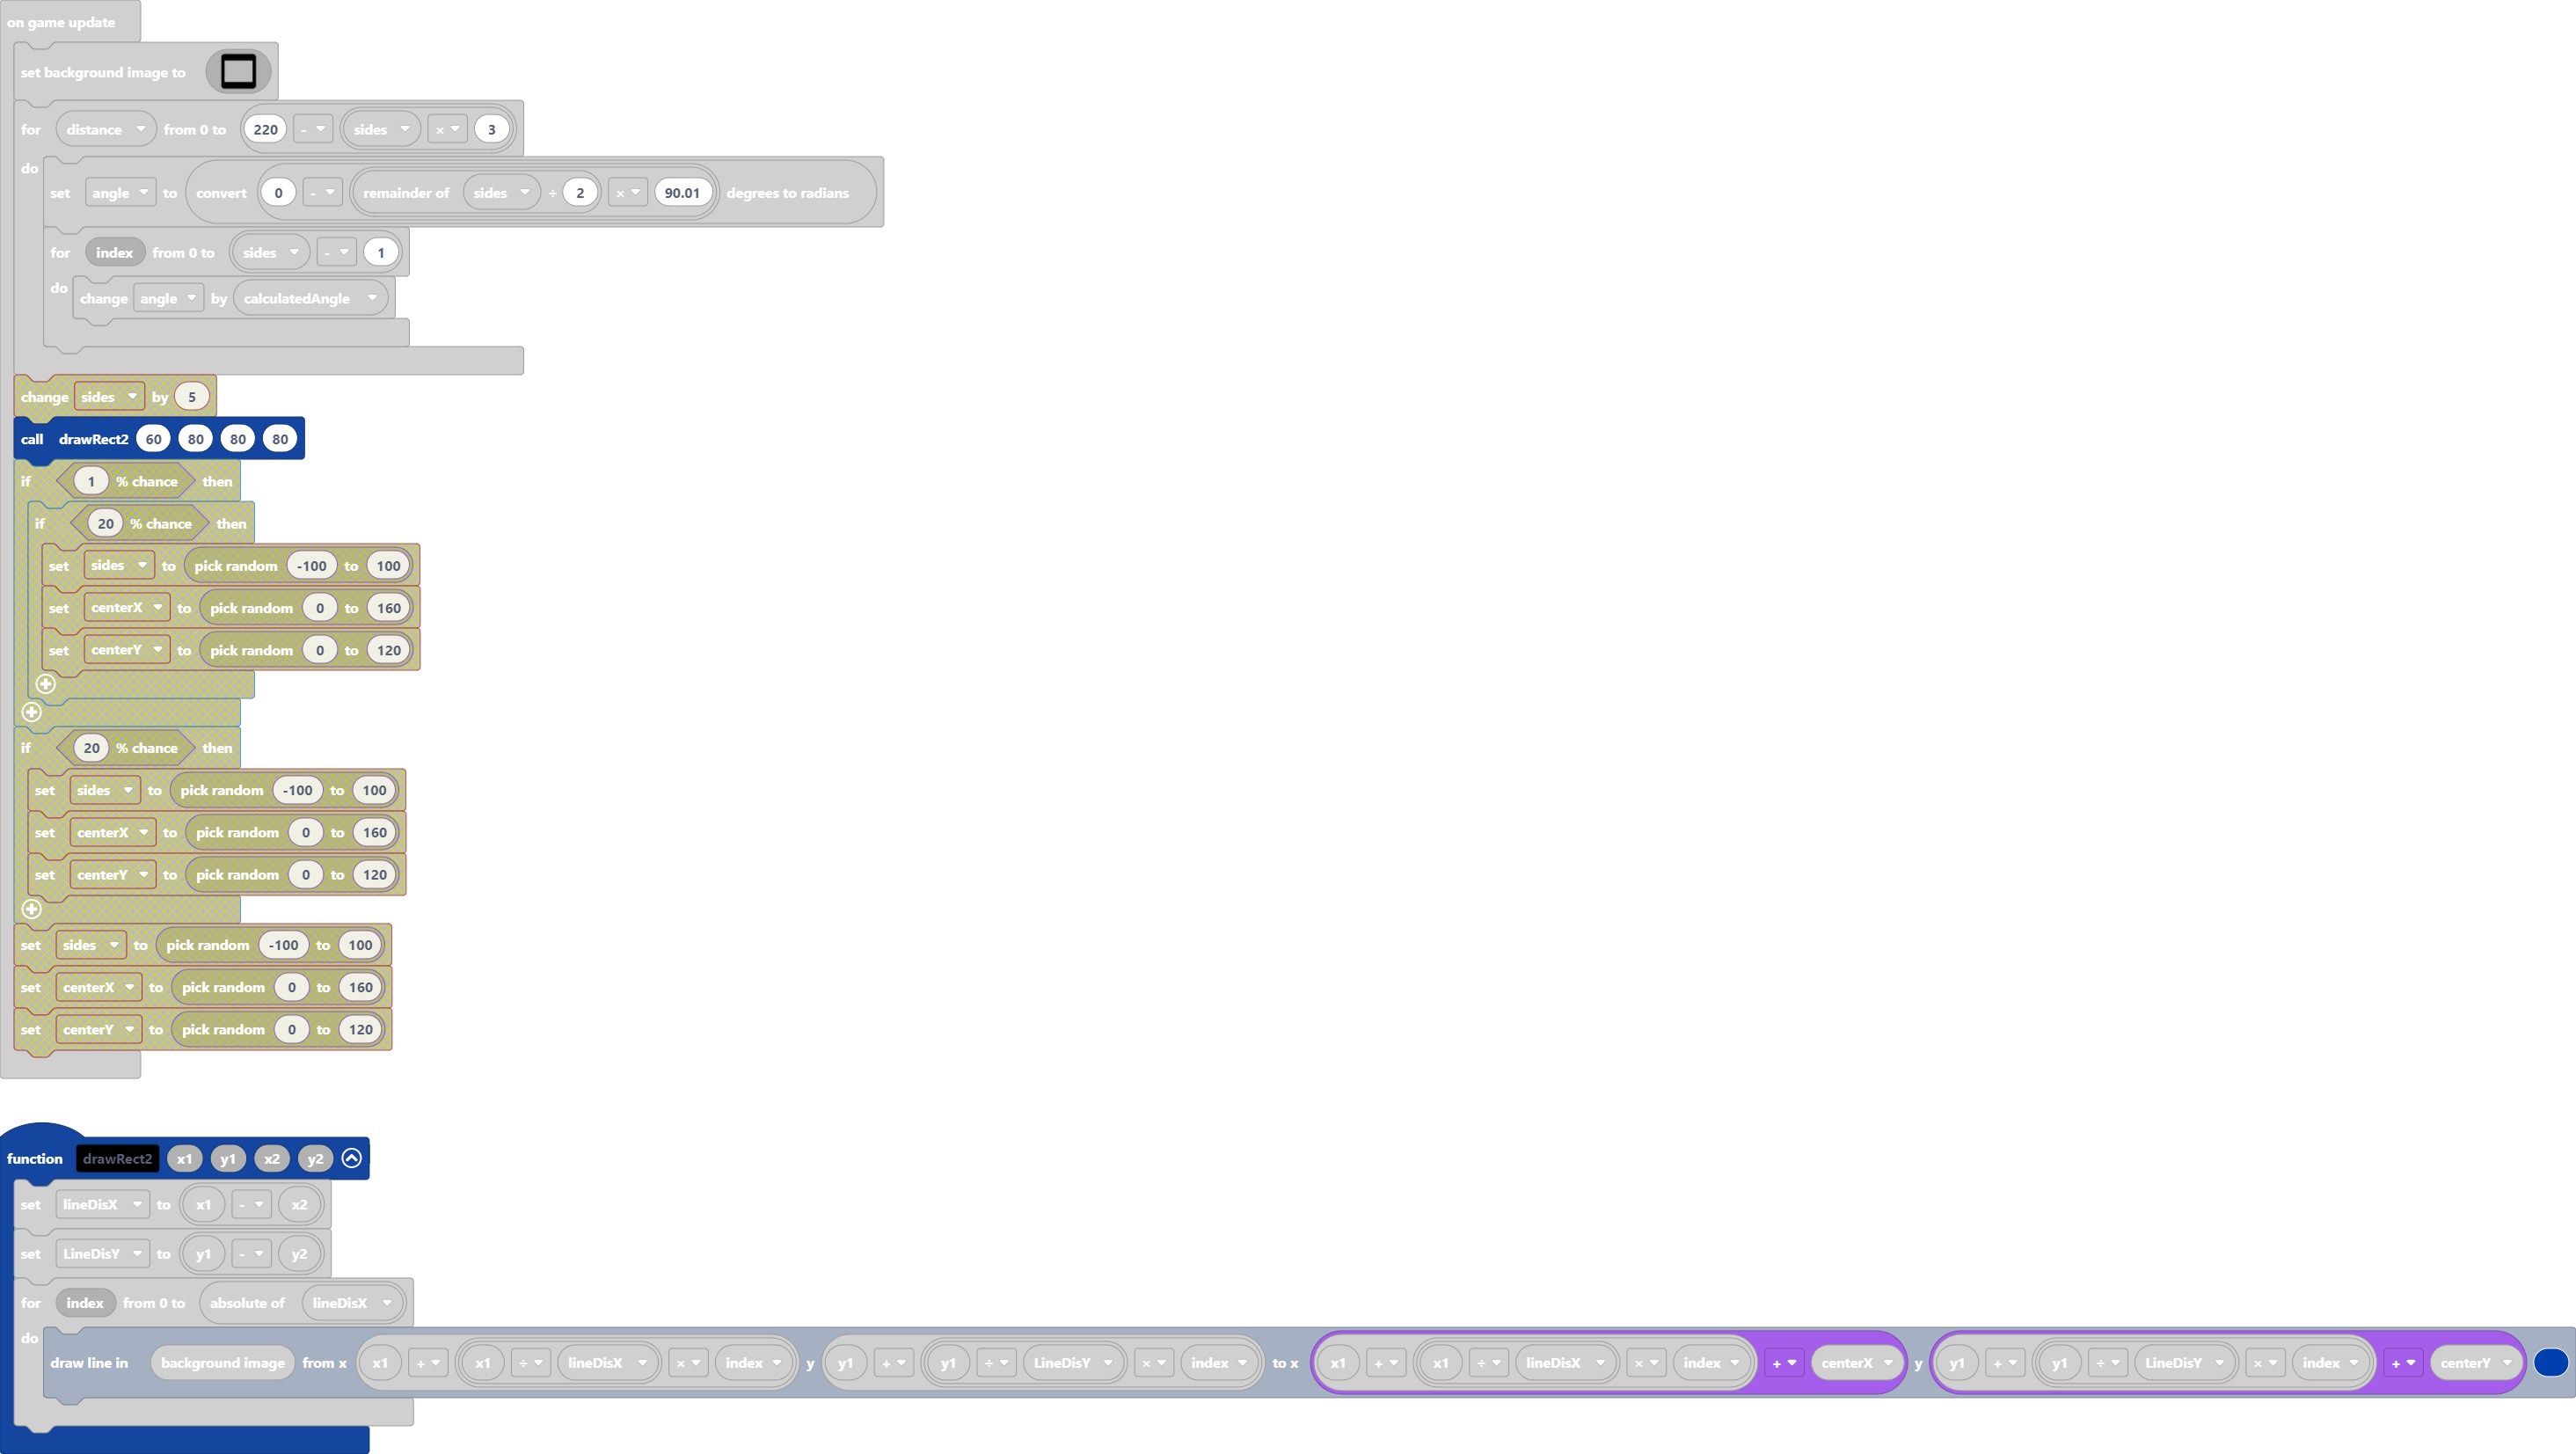 on game update
set background image to
for distance from 0 to 220 - sides × 3
do
set angle to convert 0 - remainder of sides ÷ 2 × 90.01 degrees to radians
for index from 0 to sides - 1
do change angle by calculatedAngle
change sides by 5
call drawRect2 60 80 80 80
if 1 % chance then
if 20 % chance then
set sides to pick random -100 to 100
set centerX to pick random 0 to 160
set centerY to pick random 0 to 120
if 20 % chance then
set sides to pick random -100 to 100
set centerX to pick random 0 to 160
set centerY to pick random 0 to 120
set sides to pick random -100 to 100
set centerX to pick random 0 to 160
set centerY to pick random 0 to 120
function drawRect2 x1 y1 x2 y2
set lineDisX to x1 - x2
set LineDisY to y1 - y2
for index from 0 to absolute of lineDisX
do
draw line in background image from x x1 + x1 ÷ lineDisX × index y y1 + y1 ÷ LineDisY × index to x x1 + x1 ÷ lineDisX × index + centerX y y1 + y1 ÷ LineDisY × index + centerY